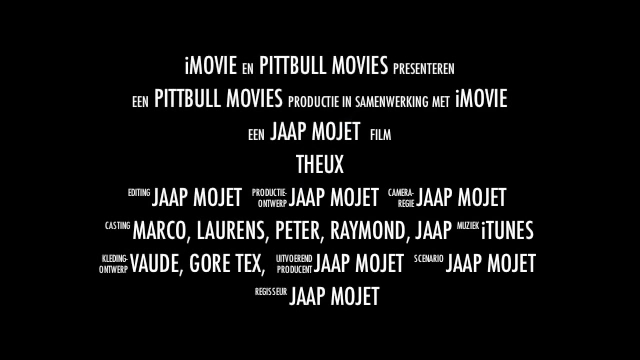 iMOVIE EN PITTBULL MOVIES PRESENTEREN
EEN PITTBULL MOVIES PRODUCTIE IN SAMENWERKING MET iMOVIE
EEN JAAP MOJET FILM
THEUX
EDITING JAAP MOJET PRODUCTIE-ONTWERP JAAP MOJET CAMERA-REGIE JAAP MOJET
CASTING MARCO, LAURENS, PETER, RAYMOND, JAAP MUZIEK iTUNES
KLEDING-ONTWERP VAUDE, GORE TEX, UITVOEREND PRODUCENT JAAP MOJET SCENARIO JAAP MOJET
REGISSEUR JAAP MOJET